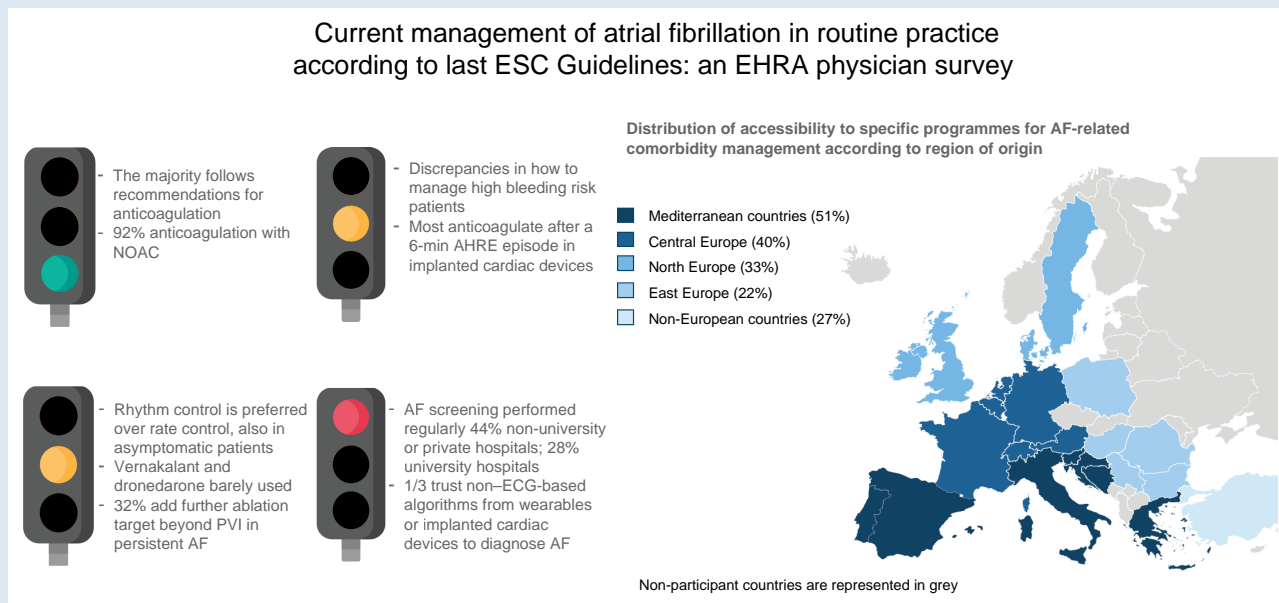 Current management of atrial fibrillation in routine practice
according to last ESC Guidelines: an EHRA physician survey
- The majority follows
recommendations for
anticoagulation
- 92% anticoagulation with
NOAC
- Discrepancies in how to
manage high bleeding risk
patients
- Most anticoagulate after a
6-min AHRE episode in
implanted cardiac devices
- Rhythm control is preferred
over rate control, also in
asymptomatic patients
- Vernakalant and
dronedarone barely used
- 32% add further ablation
target beyond PVI in
persistent AF
- AF screening performed
regularly 44% non-university
or private hospitals; 28%
university hospitals
- 1/3 trust non–ECG-based
algorithms from wearables
or implanted cardiac
devices to diagnose AF
Distribution of accessibility to specific programmes for AF-related
comorbidity management according to region of origin
Mediterranean countries (51%)
Central Europe (40%)
North Europe (33%)
East Europe (22%)
Non-European countries (27%)
Non-participant countries are represented in grey